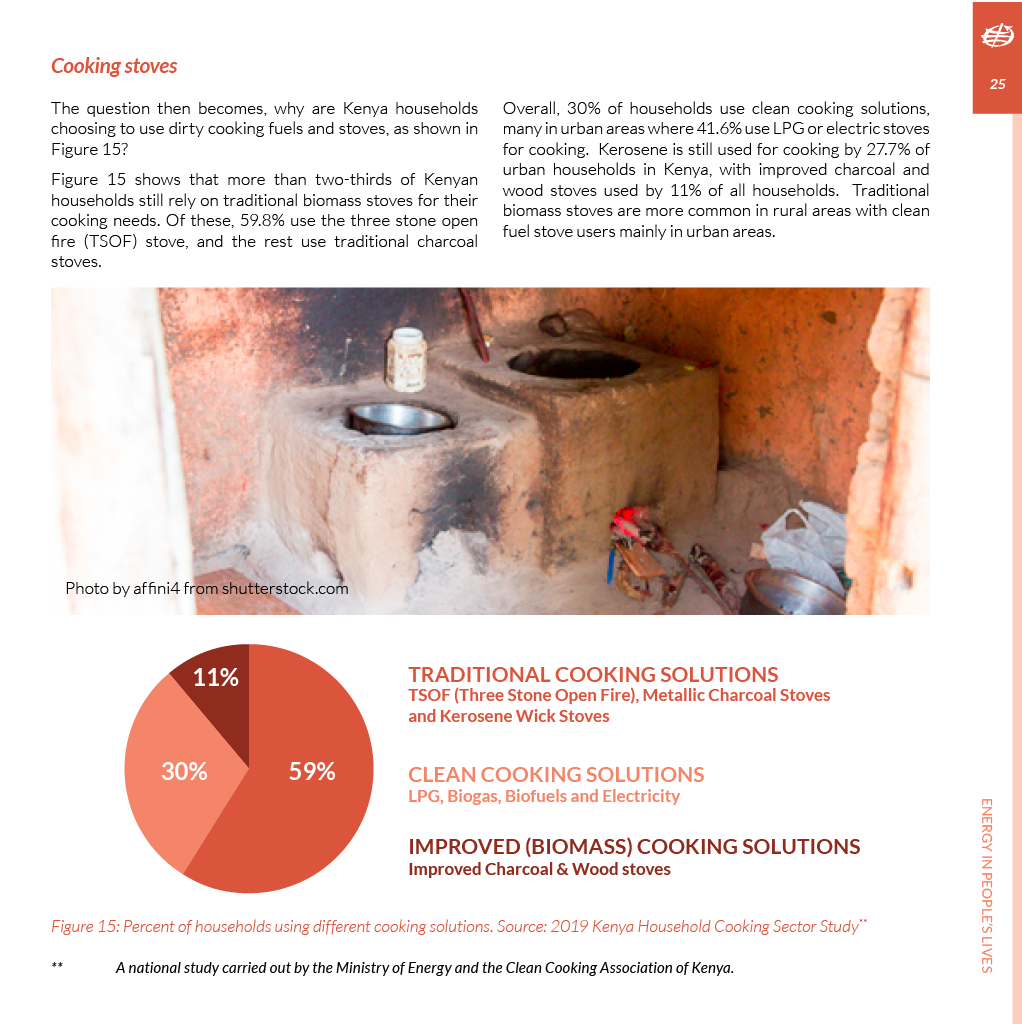 25
Cooking stoves
The question then becomes, why are Kenya households
choosing to use dirty cooking fuels and stoves, as shown in
Figure 15?
Figure 15 shows that more than two-thirds of Kenyan
households still rely on traditional biomass stoves for their
cooking needs. Of these, 59.8% use the three stone open
fire (TSOF) stove, and the rest use traditional charcoal
stoves.
Overall, 30% of households use clean cooking solutions,
many in urban areas where 41.6% use LPG or electric stoves
for cooking. Kerosene is still used for cooking by 27.7% of
urban households in Kenya, with improved charcoal and
wood stoves used by 11% of all households. Traditional
biomass stoves are more common in rural areas with clean
fuel stove users mainly in urban areas.
Photo by affini4 from shutterstock.com
11%
30%
59%
TRADITIONAL COOKING SOLUTIONS
TSOF (Three Stone Open Fire), Metallic Charcoal Stoves
and Kerosene Wick Stoves
CLEAN COOKING SOLUTIONS
LPG, Biogas, Biofuels and Electricity
IMPROVED (BIOMASS) COOKING SOLUTIONS
Improved Charcoal & Wood stoves
Figure 15: Percent of households using different cooking solutions. Source: 2019 Kenya Household Cooking Sector Study**
** A national study carried out by the Ministry of Energy and the Clean Cooking Association of Kenya.
ENERGY IN PEOPLE'S LIVES